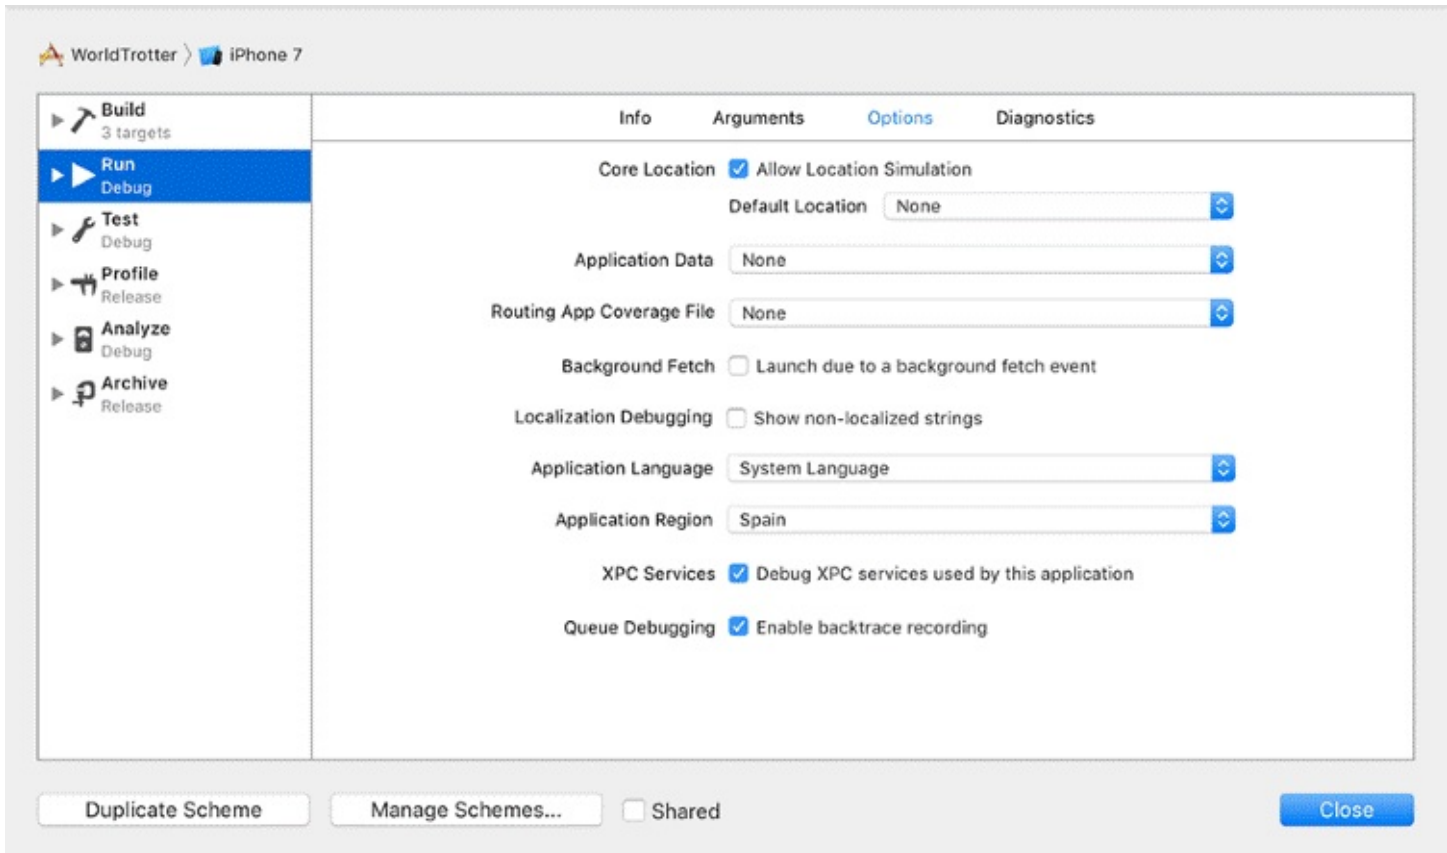 WorldTrotter 〉 iPhone 7
Build
3 targets
Run
Debug
Test
Debug
Profile
Release
Analyze
Debug
Archive
Release
Info Arguments Options Diagnostics
Core Location Allow Location Simulation
Default Location None
Application Data None
Routing App Coverage File None
Background Fetch Launch due to a background fetch event
Localization Debugging Show non-localized strings
Application Language System Language
Application Region Spain
XPC Services Debug XPC services used by this application
Queue Debugging Enable backtrace recording
Duplicate Scheme Manage Schemes... Shared Close